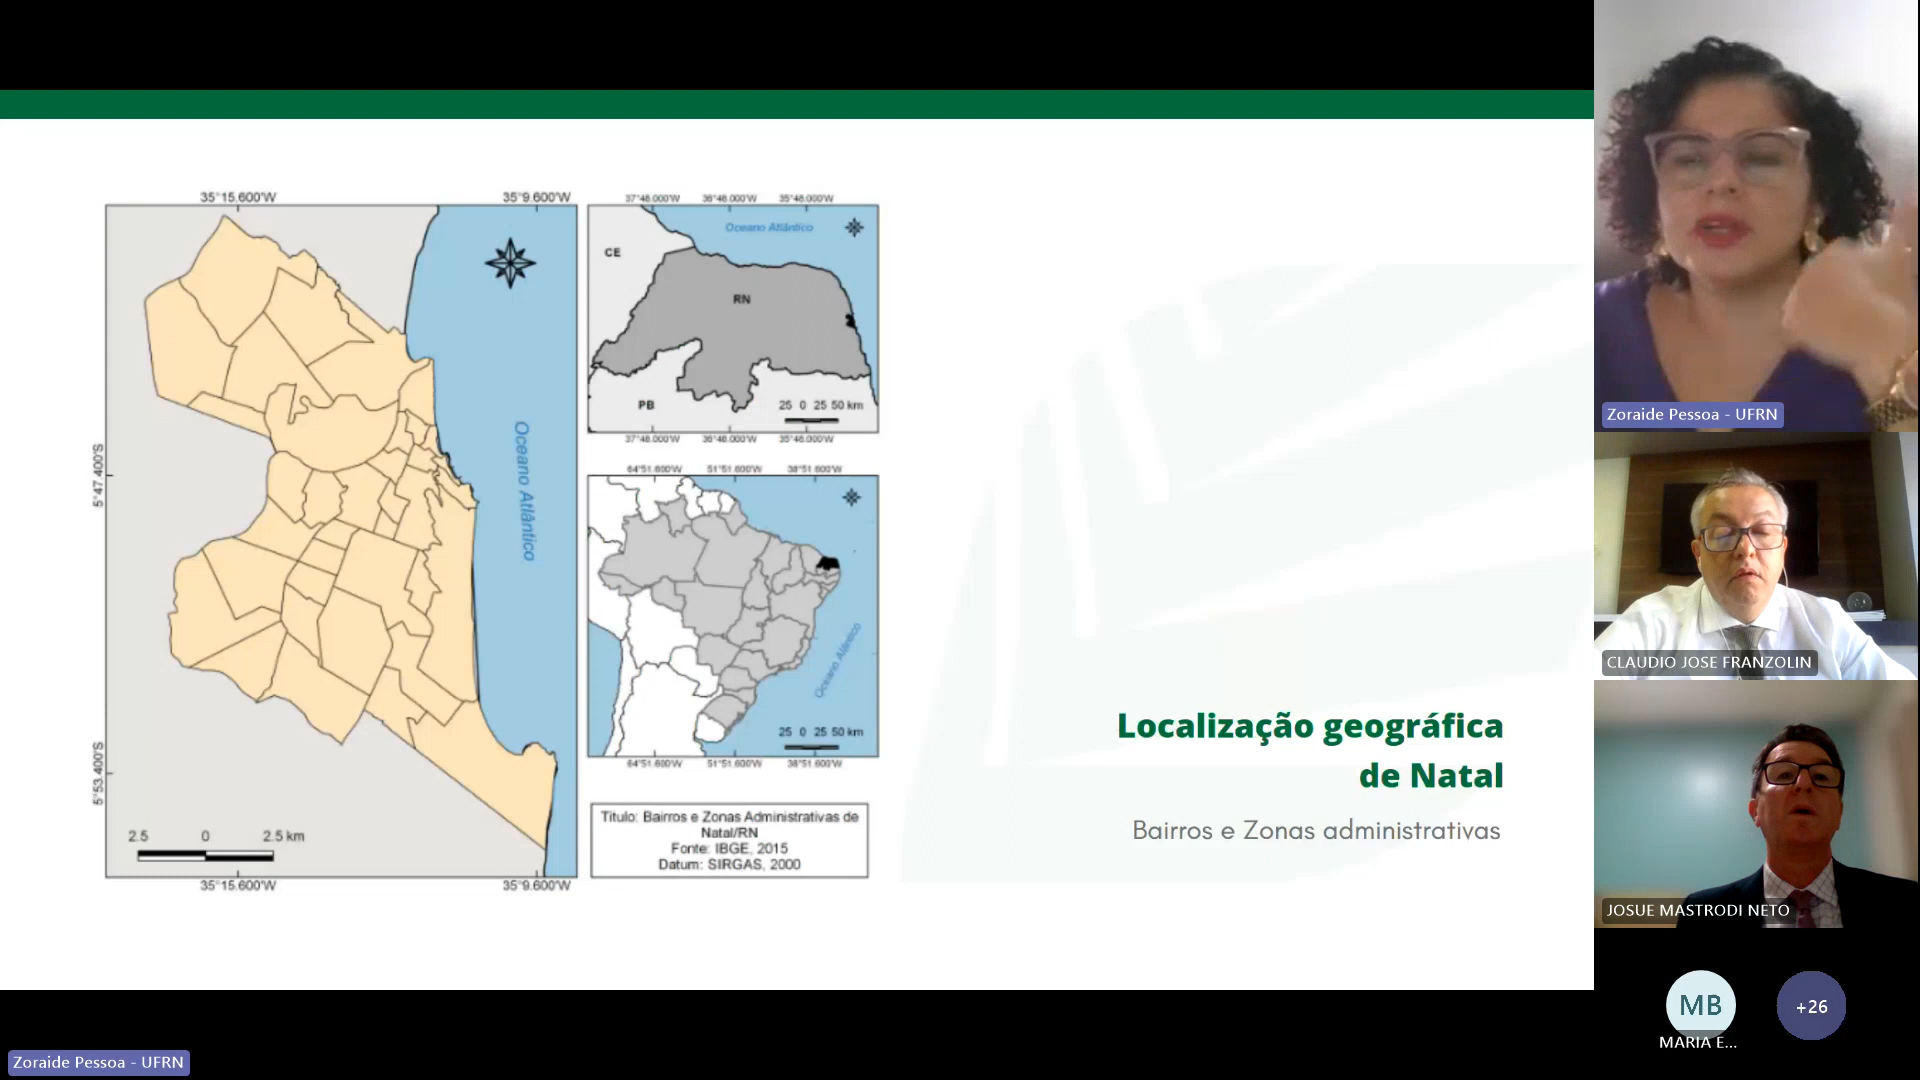 35°15.600'W
35°9.600'W
5°47.400'S
5°53.400'S
Oceano Atlântico
2.5 0 2.5 km
35°15.600'W
35°9.600'W
37°48.000'W 36°48.000'W 35°48.000'W
Oceano Atlântico
CE
RN
PB
25 0 25 50 km
37°48.000'W 36°48.000'W 35°48.000'W
64°51.600'W 51°51.600'W 38°51.600'W
Oceano Atlântico
25 0 25 50 km
64°51.600'W 51°51.600'W 38°51.600'W
Título: Bairros e Zonas Administrativas de
Natal/RN
Fonte: IBGE, 2015
Datum: SIRGAS, 2000
Localização geográfica
de Natal
Bairros e Zonas administrativas
Zoraide Pessoa - UFRN
CLAUDIO JOSE FRANZOLIN
JOSUE MASTRODI NETO
MB
+26
MARIA E...
Zoraide Pessoa - UFRN